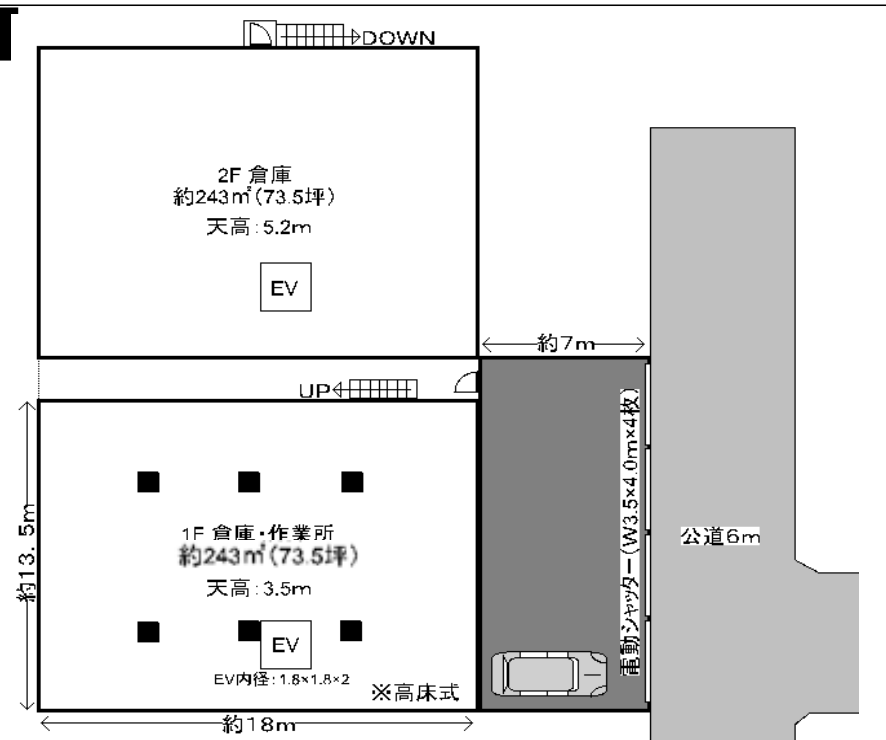 DOWN
2F 倉庫
約243㎡(73.5坪)
天高:5.2m
EV
約7m
UP
電動シャッター(W3.5×4.0m×4枚)
公道6m
約13.5m
1F 倉庫・作業所
約243㎡(73.5坪)
天高:3.5m
EV
EV内径:1.8×1.8×2
※高床式
約18m